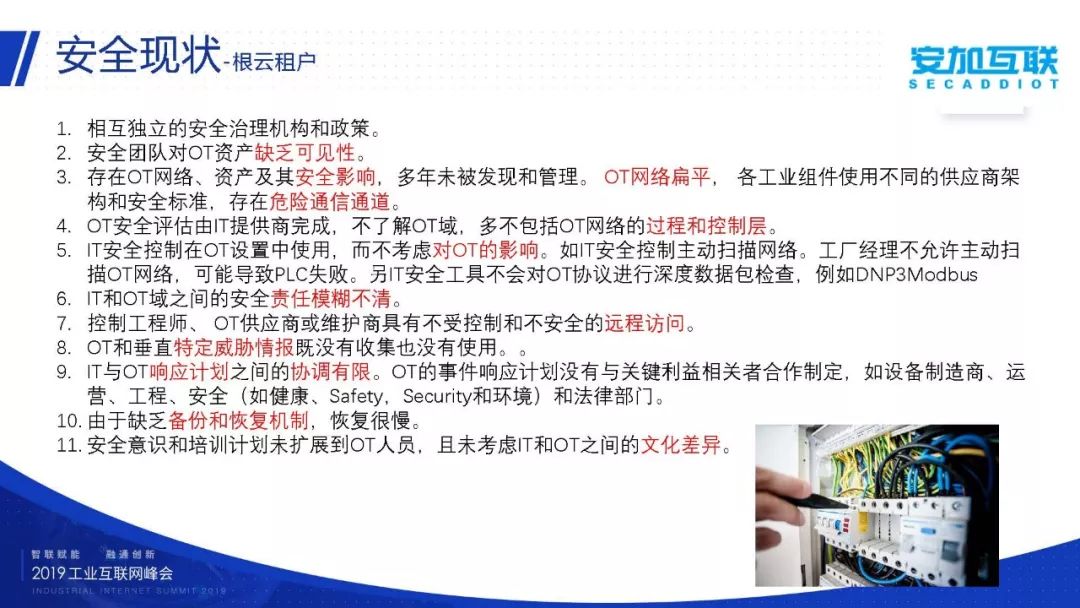 安全现状-根云租户
安加互联
SECADDIOT
1. 相互独立的安全治理机构和政策。
2. 安全团队对OT资产缺乏可见性。
3. 存在OT网络、资产及其安全影响，多年未被发现和管理。 OT网络扁平， 各工业组件使用不同的供应商架
构和安全标准，存在危险通信通道。
4. OT安全评估由IT提供商完成，不了解OT域，多不包括OT网络的过程和控制层。
5. IT安全控制在OT设置中使用，而不考虑对OT的影响。如IT安全控制主动扫描网络。工厂经理不允许主动扫
描OT网络，可能导致PLC失败。另IT安全工具不会对OT协议进行深度数据包检查，例如DNP3Modbus
6. IT和OT域之间的安全责任模糊不清。
7. 控制工程师、 OT供应商或维护商具有不受控制和不安全的远程访问。
8. OT和垂直特定威胁情报既没有收集也没有使用。。
9. IT与OT响应计划之间的协调有限。OT的事件响应计划没有与关键利益相关者合作制定，如设备制造商、运
营、工程、安全（如健康、Safety，Security和环境）和法律部门。
10. 由于缺乏备份和恢复机制，恢复很慢。
11. 安全意识和培训计划未扩展到OT人员，且未考虑IT和OT之间的文化差异。
智联赋能 融通创新
2019工业互联网峰会
INDUSTRIAL INTERNET SUMMIT 2019